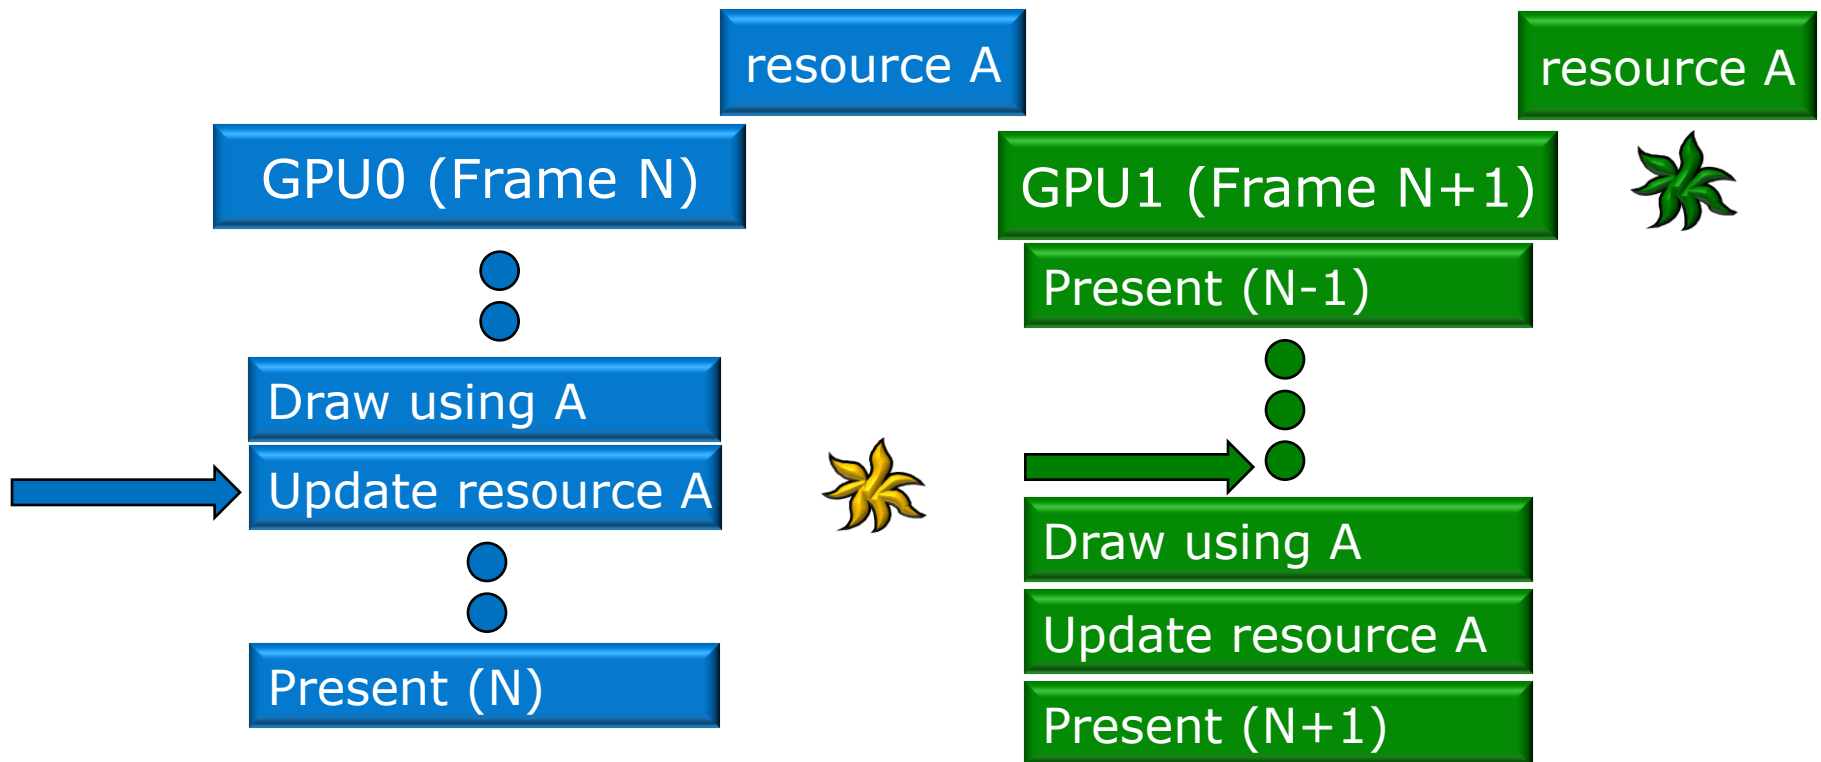 resource A
GPU0 (Frame N)
Draw using A
Update resource A
Present (N)
resource A
GPU1 (Frame N+1)
Present (N-1)
Draw using A
Update resource A
Present (N+1)